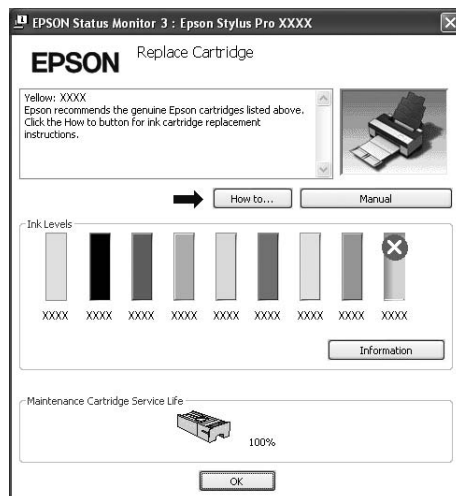 EPSON Status Monitor 3 : Epson Stylus Pro XXXX
EPSON
Replace Cartridge
Yellow: XXXX
Epson recommends the genuine Epson cartridges listed above.
Click the How to button for ink cartridge replacement
instructions.
How to...
Manual
Ink Levels
XXXX XXXX XXXX XXXX XXXX XXXX XXXX XXXX XXXX
Information
Maintenance Cartridge Service Life
100%
OK